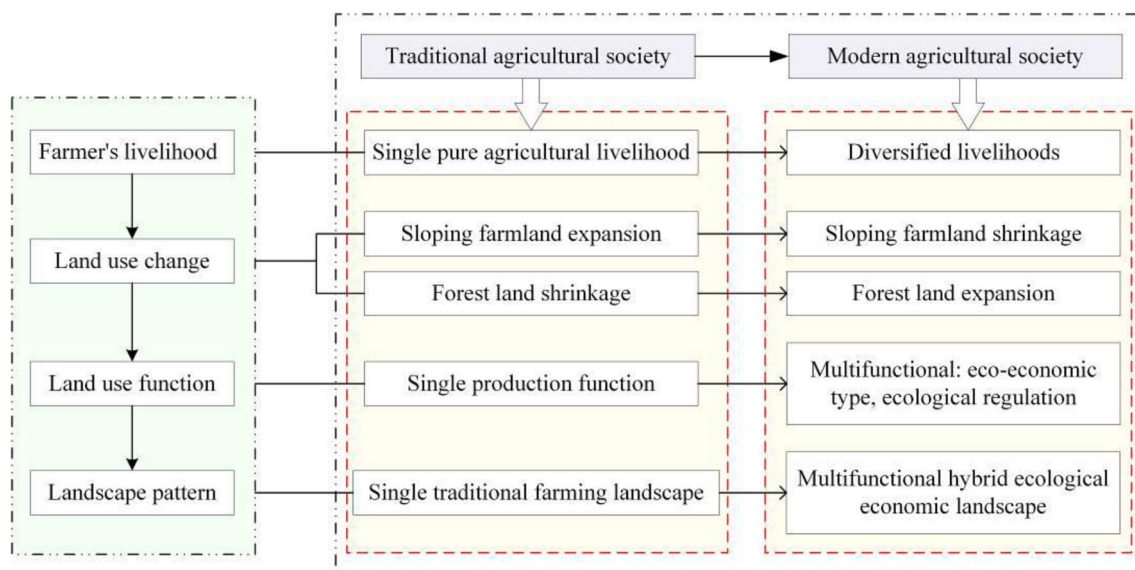 Traditional agricultural society
Modern agricultural society
Farmer's livelihood
Single pure agricultural livelihood
Diversified livelihoods
Land use change
Sloping farmland expansion
Sloping farmland shrinkage
Forest land shrinkage
Forest land expansion
Land use function
Single production function
Multifunctional: eco-economic
type, ecological regulation
Landscape pattern
Single traditional farming landscape
Multifunctional hybrid ecological
economic landscape